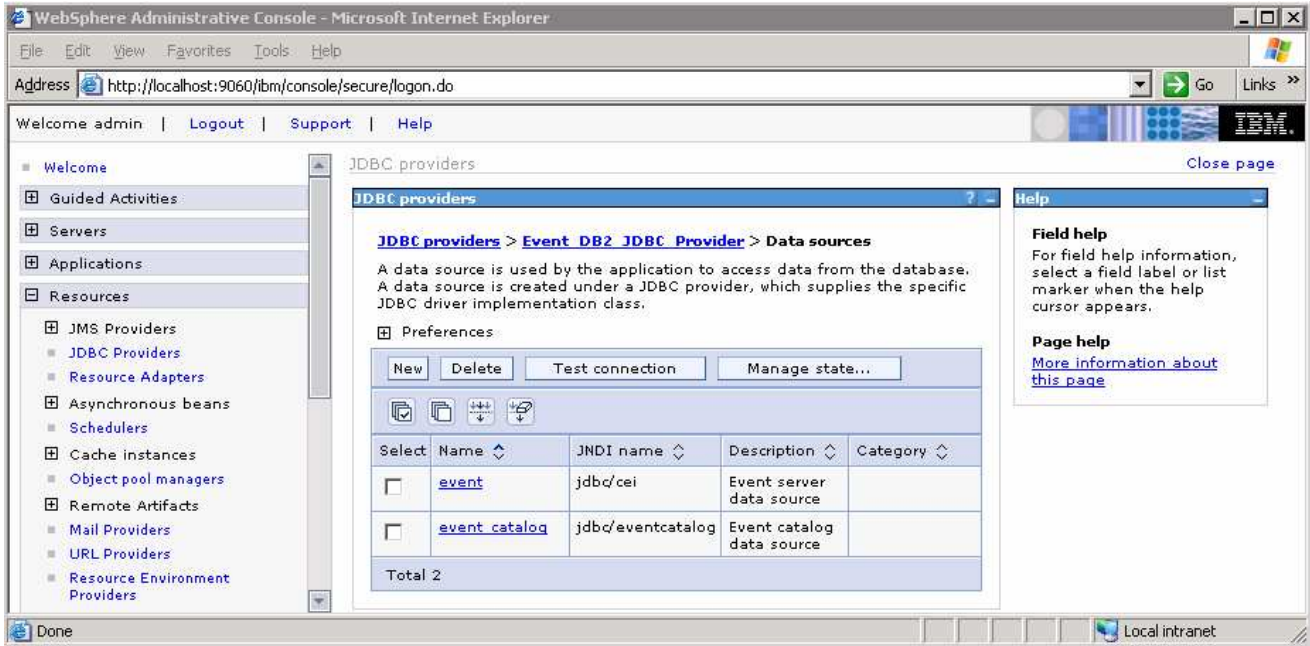 WebSphere Administrative Console - Microsoft Internet Explorer
File Edit View Favorites Tools Help
Address http://localhost:9060/ibm/console/secure/logon.do Go Links »
Welcome admin | Logout | Support | Help IBM.
Welcome
Guided Activities
Servers
Applications
Resources
JMS Providers
JDBC Providers
Resource Adapters
Asynchronous beans
Schedulers
Cache instances
Object pool managers
Remote Artifacts
Mail Providers
URL Providers
Resource Environment
Providers
JDBC providers Close page
JDBC providers ? -
JDBC providers > Event_DB2_JDBC_Provider > Data sources
A data source is used by the application to access data from the database.
A data source is created under a JDBC provider, which supplies the specific
JDBC driver implementation class.
Preferences
New Delete Test connection Manage state...
Select Name JNDI name Description Category
event jdbc/cei Event server
data source
event_catalog jdbc/eventcatalog Event catalog
data source
Total 2
Help -
Field help
For field help information,
select a field label or list
marker when the help
cursor appears.
Page help
More information about
this page
Done Local intranet